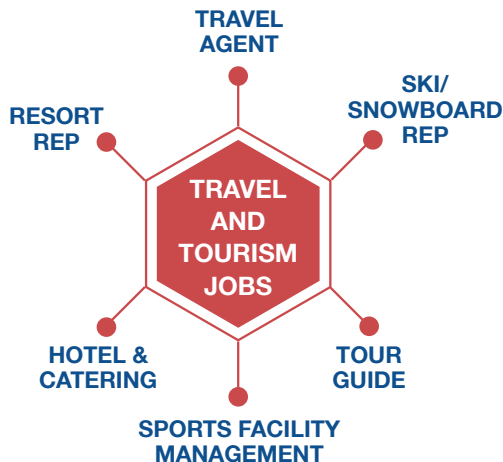 TRAVEL
AGENT
SKI/
SNOWBOARD
REP
RESORT
REP
TRAVEL
AND
TOURISM
JOBS
HOTEL &
CATERING
TOUR
GUIDE
SPORTS FACILITY
MANAGEMENT